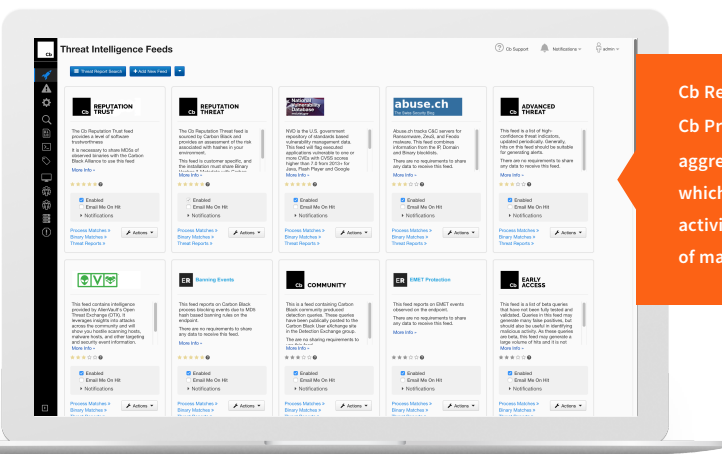 Cb
Threat Intelligence Feeds
Cb Support
Notifications
admin
Threat Report Search
+ Add New Feed
Cb REPUTATION TRUST
The Cb Reputation Trust feed
provides a level of software
trustworthiness
It is necessary to share MD5s of
observed binaries with the Carbon
Black Alliance to use this feed
More Info
Enabled
Email Me On Hit
Notifications
Process Matches »
Binary Matches »
Threat Reports »
Actions
Cb REPUTATION THREAT
The Cb Reputation Threat feed is
sourced by Carbon Black and
provides an assessment of the risk
associated with hashes in your
environment.
This feed is customer specific, and
the installation must share Binary
More Info
Enabled
Email Me On Hit
Notifications
Process Matches »
Binary Matches »
Threat Reports »
Actions
National
Vulnerability
Database
NVD is the U.S. government
repository of standards based
vulnerability management data.
This feed will flag executed
applications vulnerable to one or
more CVEs with CVSS scores
higher than 7.0 from 2013+ for
Java, Flash Player and Google
More Info
Enabled
Email Me On Hit
Notifications
Process Matches »
Binary Matches »
Threat Reports »
Actions
abuse.ch
The Swiss Security Blog
Abuse.ch tracks C&C servers for
Ransomware, ZeuS, and Feodo
malware. This feed combines
information from the IP, Domain
and Binary blocklists.
There are no requirements to share
any data to receive this feed.
More Info
Enabled
Email Me On Hit
Notifications
Process Matches »
Binary Matches »
Threat Reports »
Actions
Cb ADVANCED THREAT
This feed is a list of high-
confidence threat indicators,
updated periodically. Generally,
hits on this feed should be suitable
for generating alerts.
There are no requirements to share
any data to receive this feed.
More Info
Enabled
Email Me On Hit
Notifications
Process Matches »
Binary Matches »
Threat Reports »
Actions
This feed contains intelligence
provided by AlienVault's Open
Threat Exchange (OTX). It
leverages insights into attacks
across the community and will
show you hostile scanning hosts,
malware hosts, and other targeting
and security event information.
More Info
Enabled
Email Me On Hit
Notifications
Process Matches »
Binary Matches »
Actions
ER Banning Events
This feed reports on Carbon Black
process blocking events due to MD5
hash based banning rules on the
endpoint.
There are no requirements to share
any data to receive this feed.
More Info
Enabled
Email Me On Hit
Notifications
Process Matches »
Binary Matches »
Actions
Cb COMMUNITY
This is a feed containing Carbon
Black community produced
detection queries. These queries
have been publically posted to the
Carbon Black User eXchange site
in the Detection Exchange group.
The are no sharing requirements to
More Info
Enabled
Email Me On Hit
Notifications
Process Matches »
Binary Matches »
Actions
ER EMET Protection
This feed reports on EMET events
observed on the endpoint.
There are no requirements to share
any data to receive this feed.
More Info
Enabled
Email Me On Hit
Notifications
Process Matches »
Binary Matches »
Actions
Cb EARLY ACCESS
This feed is a list of beta queries
that have not been fully tested and
validated. Queries in this feed may
generate many false positives, but
should also be useful in identifying
malicious activity. As these queries
are beta, this feed may generate a
large volume of hits and it is not
More Info
Enabled
Email Me On Hit
Notifications
Process Matches »
Binary Matches »
Actions
Cb Re
Cb Pr
aggre
which
activi
of ma